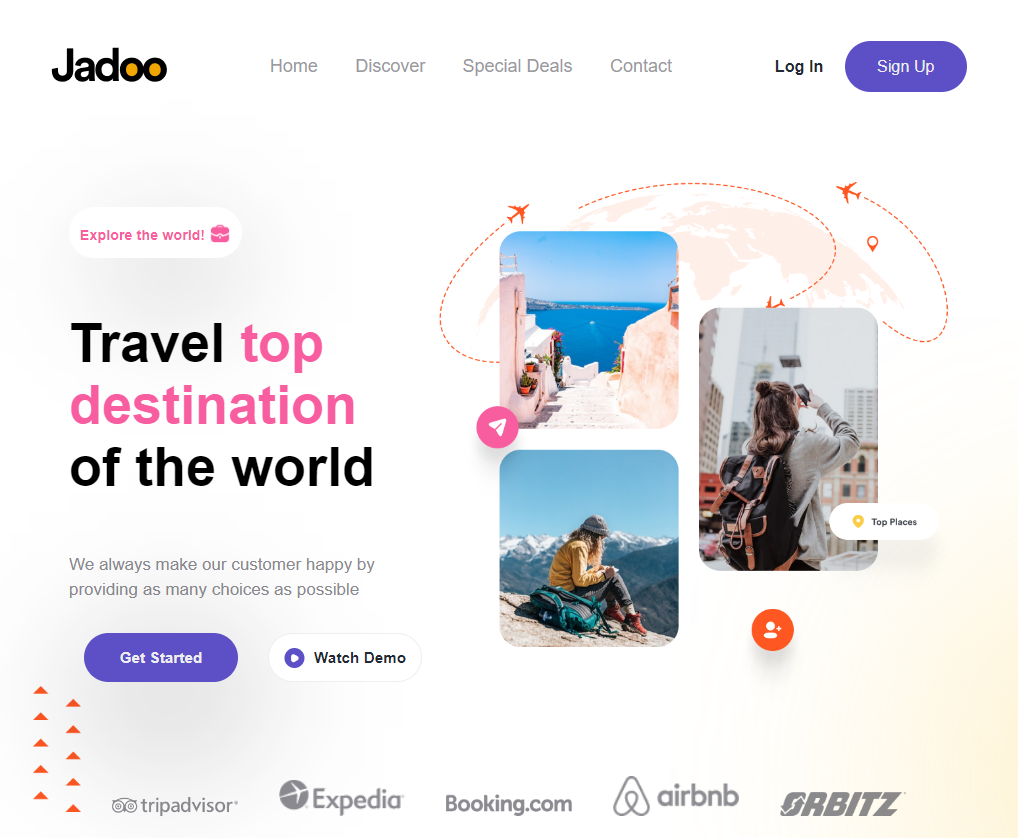 Jadoo
Home Discover Special Deals Contact Log In Sign Up
Explore the world!
Travel top
destination
of the world
We always make our customer happy by
providing as many choices as possible
Get Started
Watch Demo
Top Places
tripadvisor
Expedia
Booking.com
airbnb
ORBITZ